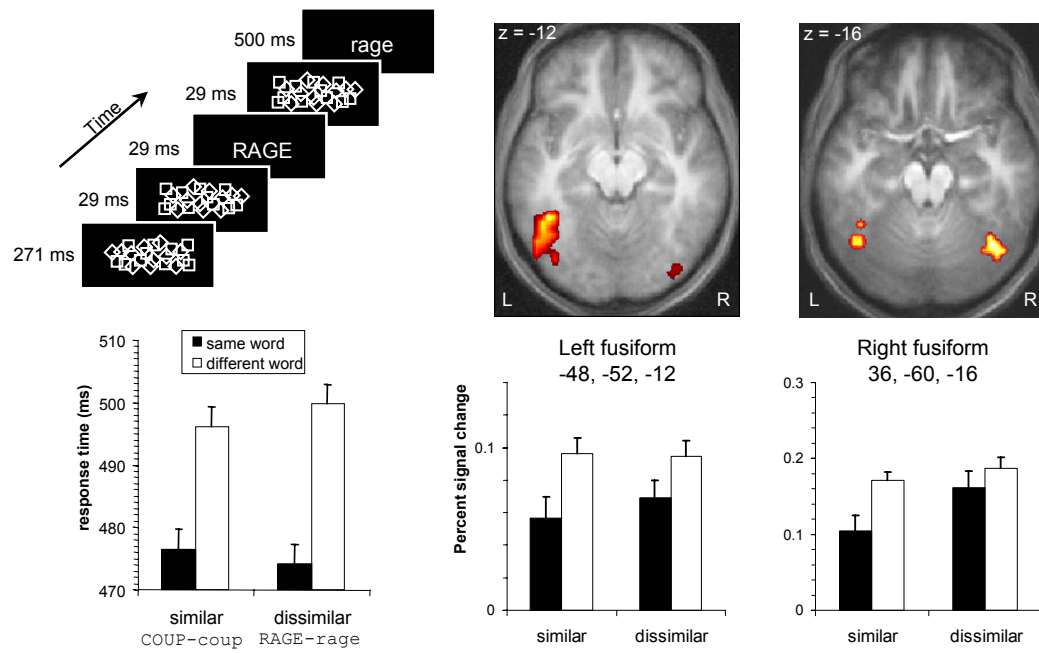 500 ms
rage
29 ms
Time
29 ms
RAGE
29 ms
271 ms
z = -12
L
R
z = -16
L
R
same word
different word
response time (ms)
510
500
490
480
470
similar
dissimilar
COUP-coup
RAGE-rage
Left fusiform
-48, -52, -12
Percent signal change
0.1
0
similar
dissimilar
Right fusiform
36, -60, -16
0.3
0.2
0.1
0
similar
dissimilar